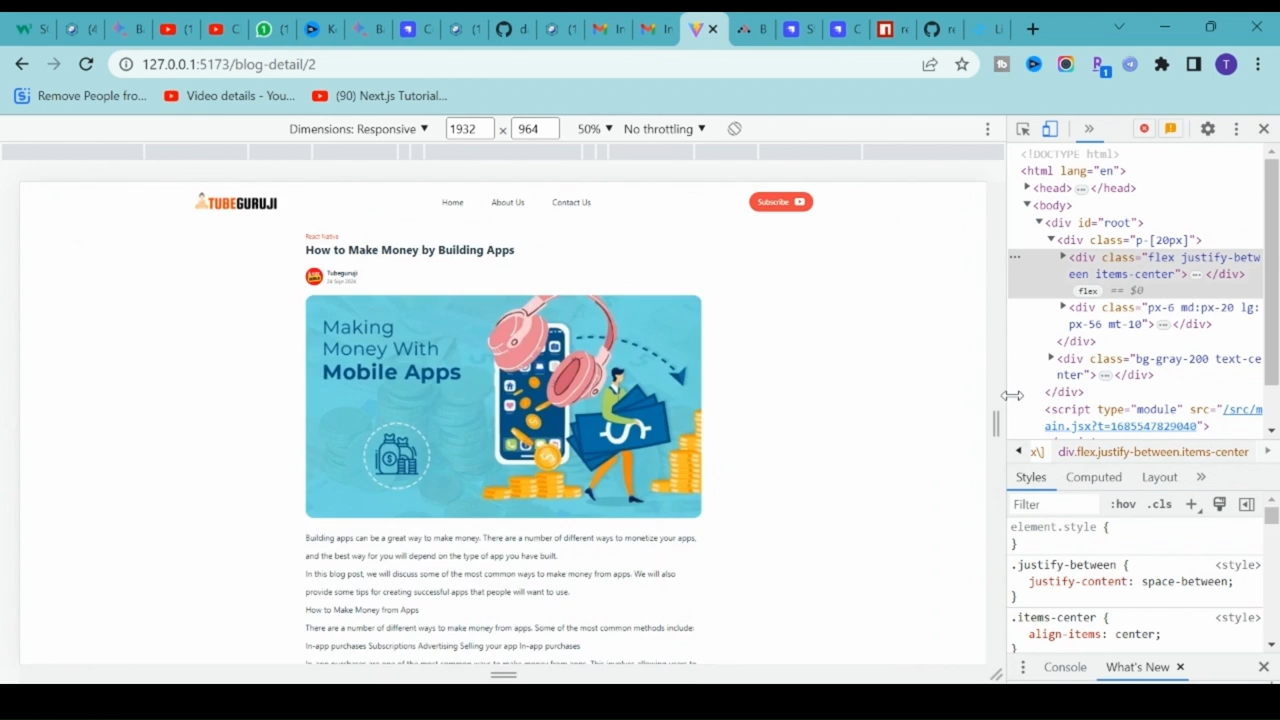 127.0.0.1:5173/blog-detail/2
T
Remove People fro...
Video details - You...
(90) Next.js Tutorial...
Dimensions: Responsive
1932 x 964
50%
No throttling
TUBEGURUJI
Home
About Us
Contact Us
Subscribe
React Native
How to Make Money by Building Apps
Tubeguruji
24 Sept 2024
Making
Money With
Mobile Apps
Building apps can be a great way to make money. There are a number of different ways to monetize your apps,
and the best way for you will depend on the type of app you have built.
In this blog post, we will discuss some of the most common ways to make money from apps. We will also
provide some tips for creating successful apps that people will want to use.
How to Make Money from Apps
There are a number of different ways to make money from apps. Some of the most common methods include:
In-app purchases Subscriptions Advertising Selling your app In-app purchases
<!DOCTYPE html>
<html lang="en">
<head> … </head>
<body>
<div id="root">
<div class="p-[20px]">
<div class="flex justify-betw
een items-center"> … </div>
flex == $0
<div class="px-6 md:px-20 lg:
px-56 mt-10"> … </div>
</div>
<div class="bg-gray-200 text-ce
nter"> … </div>
</div>
<script type="module" src="/src/m
ain.jsx?t=1685547829040">
x\]
div.flex.justify-between.items-center
Styles
Computed
Layout
Filter
:hov .cls
element.style {
}
.justify-between { <style>
justify-content: space-between;
}
.items-center { <style>
align-items: center;
Console
What's New